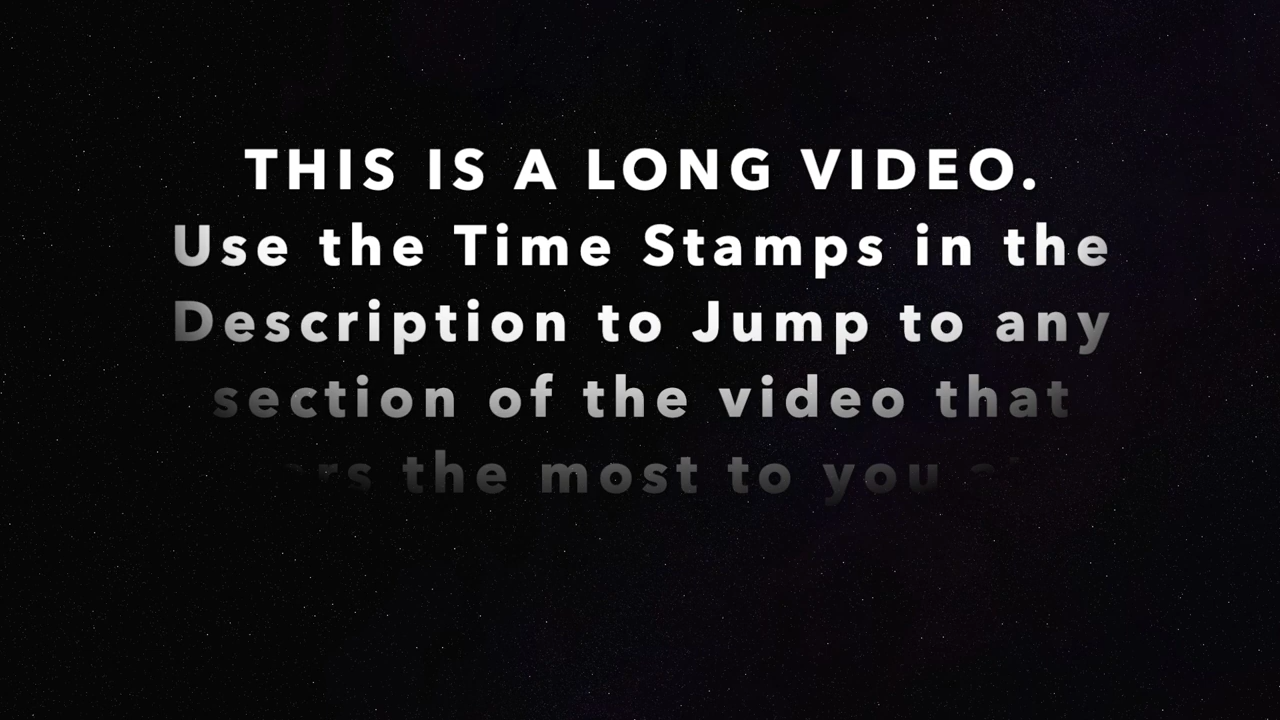 THIS IS A LONG VIDEO.
Use the Time Stamps in the
Description to Jump to any
section of the video that
the most to you